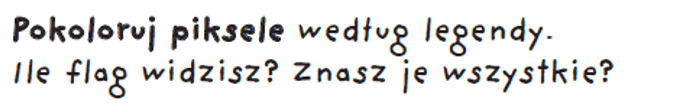 Pokoloruj piksele według legendy.
Ile flag widzisz? Znasz je wszystkie?